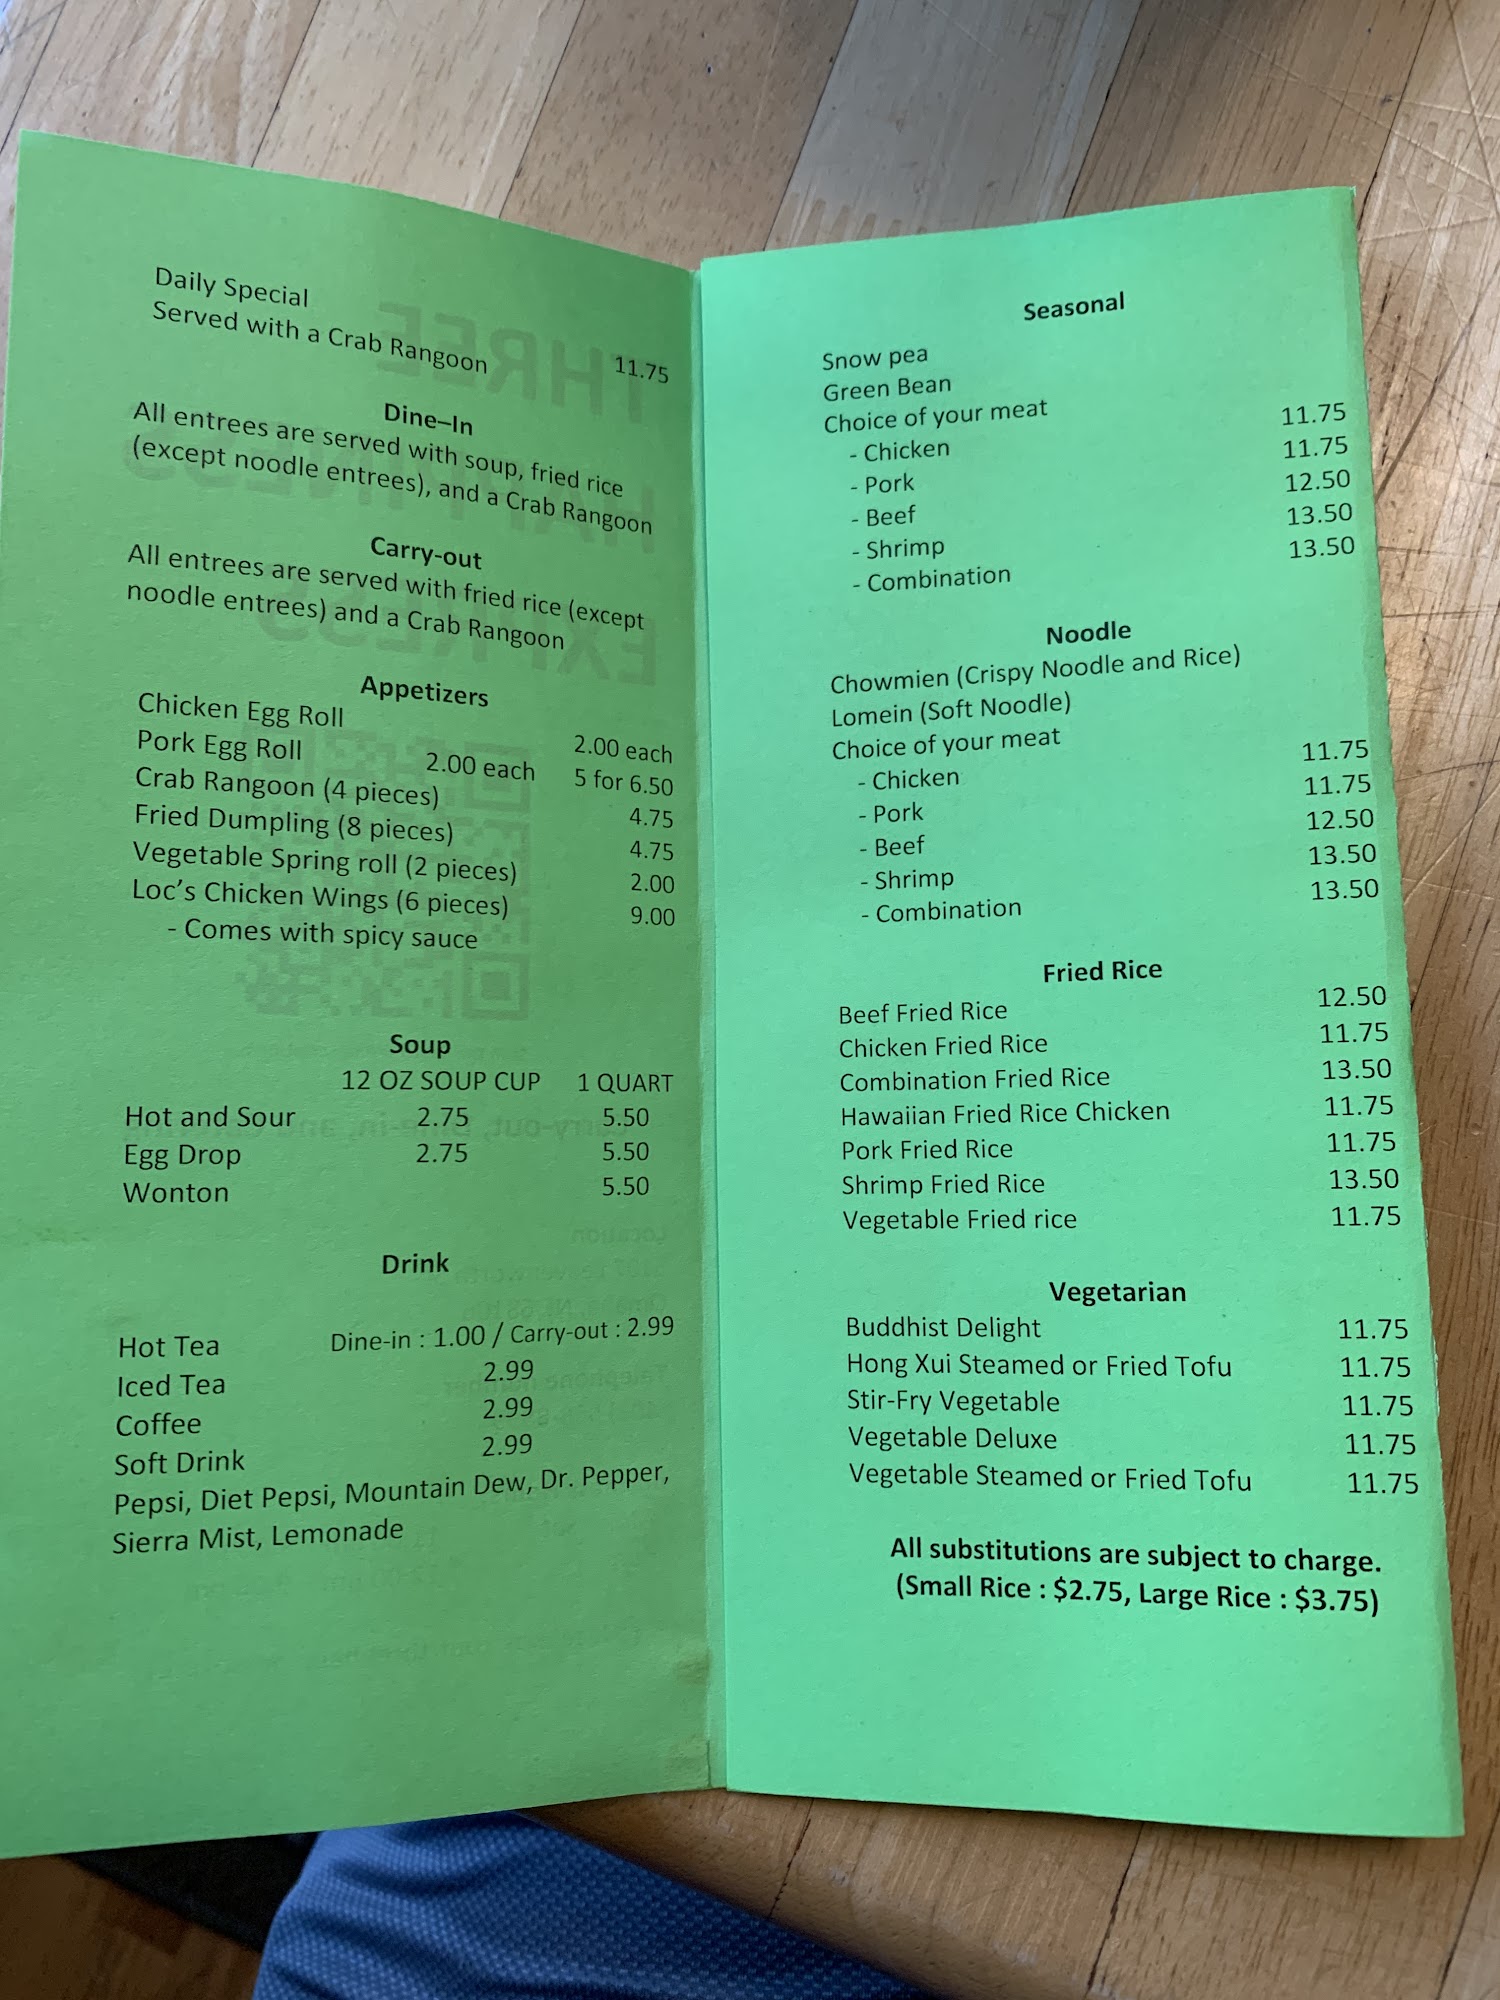 Daily Special
Served with a Crab Rangoon 11.75
Dine–In
All entrees are served with soup, fried rice
(except noodle entrees), and a Crab Rangoon
Carry-out
All entrees are served with fried rice (except
noodle entrees) and a Crab Rangoon
Appetizers
Chicken Egg Roll 2.00 each
Pork Egg Roll 2.00 each 5 for 6.50
Crab Rangoon (4 pieces) 4.75
Fried Dumpling (8 pieces) 4.75
Vegetable Spring roll (2 pieces) 2.00
Loc's Chicken Wings (6 pieces) 9.00
- Comes with spicy sauce
Soup
12 OZ SOUP CUP 1 QUART
Hot and Sour 2.75 5.50
Egg Drop 2.75 5.50
Wonton 5.50
Drink
Hot Tea Dine-in : 1.00 / Carry-out : 2.99
Iced Tea 2.99
Coffee 2.99
Soft Drink 2.99
Pepsi, Diet Pepsi, Mountain Dew, Dr. Pepper,
Sierra Mist, Lemonade
Seasonal
Snow pea
Green Bean
Choice of your meat
- Chicken 11.75
- Pork 11.75
- Beef 12.50
- Shrimp 13.50
- Combination 13.50
Noodle
Chowmien (Crispy Noodle and Rice)
Lomein (Soft Noodle)
Choice of your meat
- Chicken 11.75
- Pork 11.75
- Beef 12.50
- Shrimp 13.50
- Combination 13.50
Fried Rice
Beef Fried Rice 12.50
Chicken Fried Rice 11.75
Combination Fried Rice 13.50
Hawaiian Fried Rice Chicken 11.75
Pork Fried Rice 11.75
Shrimp Fried Rice 13.50
Vegetable Fried rice 11.75
Vegetarian
Buddhist Delight 11.75
Hong Xui Steamed or Fried Tofu 11.75
Stir-Fry Vegetable 11.75
Vegetable Deluxe 11.75
Vegetable Steamed or Fried Tofu 11.75
All substitutions are subject to charge.
(Small Rice : $2.75, Large Rice : $3.75)